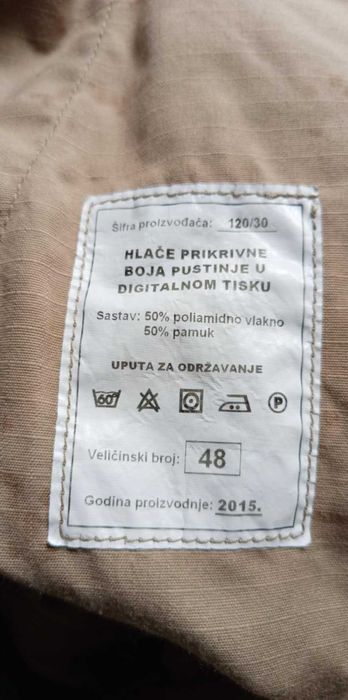 Šifra proizvođača: 120/30
HLAČE PRIKRIVNE
BOJA PUSTINJE U
DIGITALNOM TISKU
Sastav: 50% poliamidno vlakno
50% pamuk
UPUTA ZA ODRŽAVANJE
60 P
Veličinski broj: 48
Godina proizvodnje: 2015.